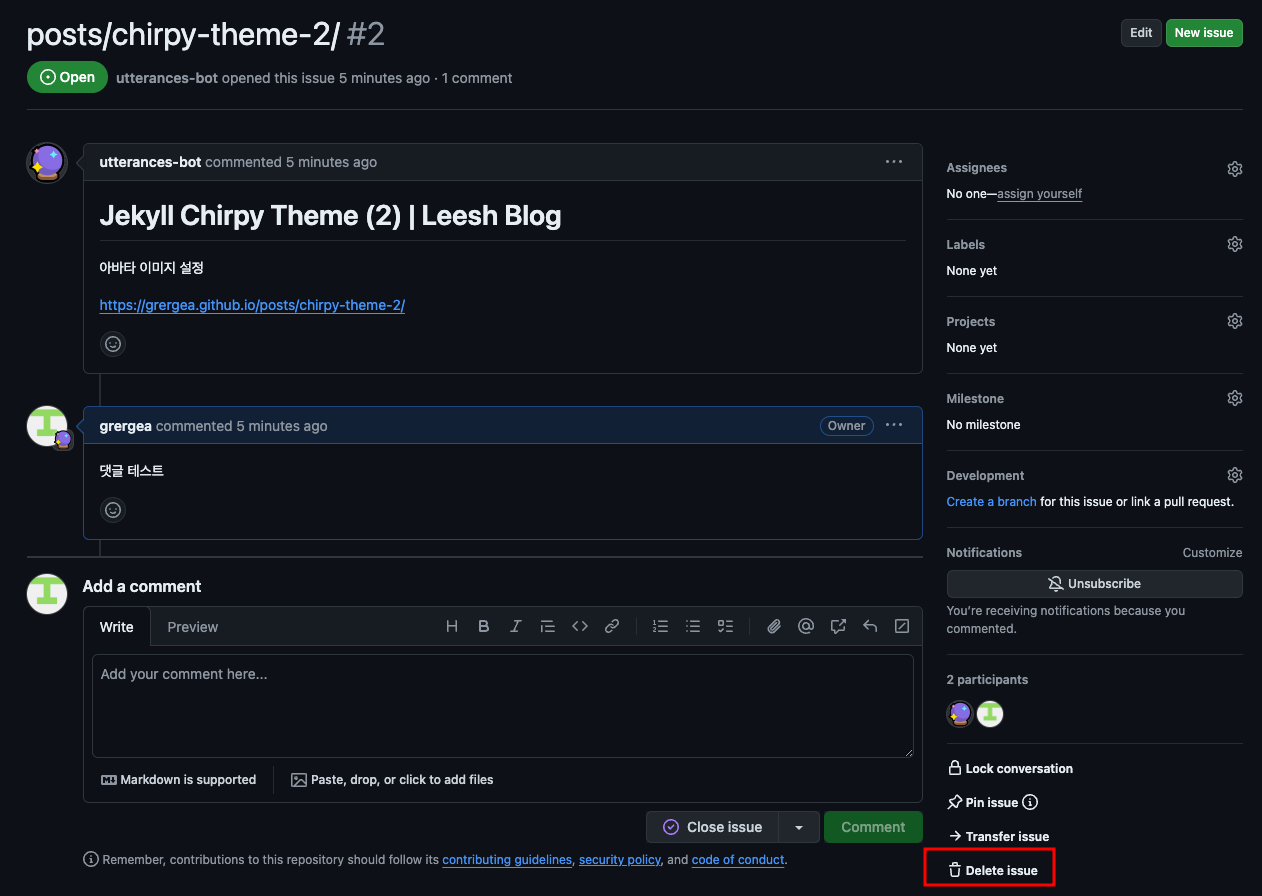 posts/chirpy-theme-2/ #2
Edit
New issue
Open
utterances-bot opened this issue 5 minutes ago · 1 comment
utterances-bot commented 5 minutes ago
Jekyll Chirpy Theme (2) | Leesh Blog
아바타 이미지 설정
https://grergea.github.io/posts/chirpy-theme-2/
grergea commented 5 minutes ago
Owner
댓글 테스트
Add a comment
Write
Preview
Add your comment here...
Markdown is supported
Paste, drop, or click to add files
Close issue
Comment
Remember, contributions to this repository should follow its contributing guidelines, security policy, and code of conduct.
Assignees
No one—assign yourself
Labels
None yet
Projects
None yet
Milestone
No milestone
Development
Create a branch for this issue or link a pull request.
Notifications
Customize
Unsubscribe
You're receiving notifications because you
commented.
2 participants
Lock conversation
Pin issue
Transfer issue
Delete issue